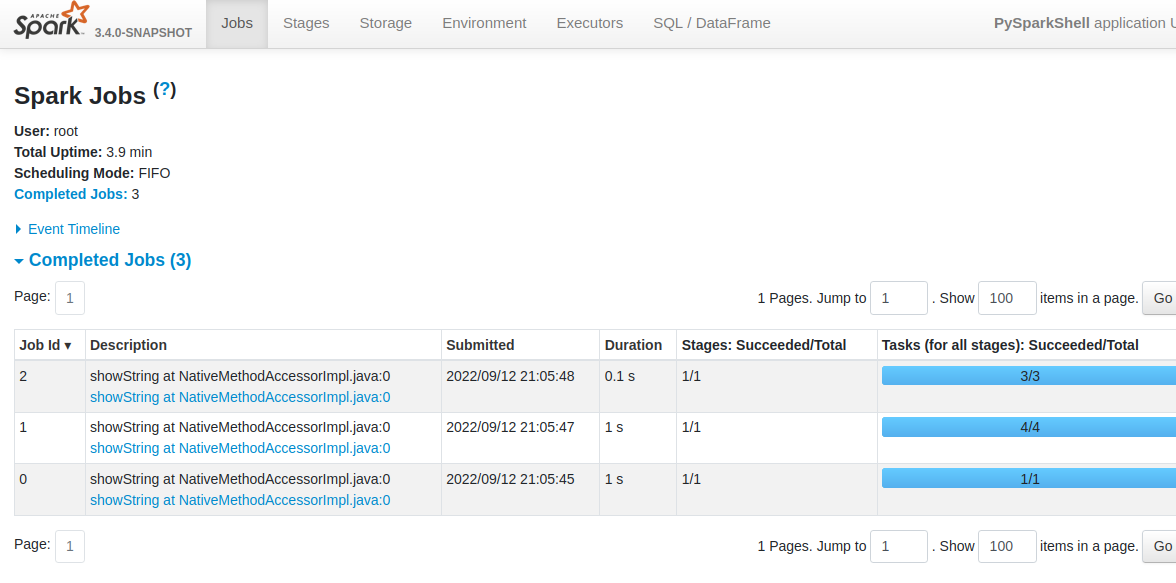 APACHE
Spark 3.4.0-SNAPSHOT Jobs Stages Storage Environment Executors SQL / DataFrame PySparkShell application U
Spark Jobs (?)
User: root
Total Uptime: 3.9 min
Scheduling Mode: FIFO
Completed Jobs: 3
Event Timeline
Completed Jobs (3)
Page: 1 1 Pages. Jump to 1 . Show 100 items in a page. Go
Job Id ▾ Description Submitted Duration Stages: Succeeded/Total Tasks (for all stages): Succeeded/Total
2 showString at NativeMethodAccessorImpl.java:0 2022/09/12 21:05:48 0.1 s 1/1 3/3
showString at NativeMethodAccessorImpl.java:0
1 showString at NativeMethodAccessorImpl.java:0 2022/09/12 21:05:47 1 s 1/1 4/4
showString at NativeMethodAccessorImpl.java:0
0 showString at NativeMethodAccessorImpl.java:0 2022/09/12 21:05:45 1 s 1/1 1/1
showString at NativeMethodAccessorImpl.java:0
Page: 1 1 Pages. Jump to 1 . Show 100 items in a page. Go